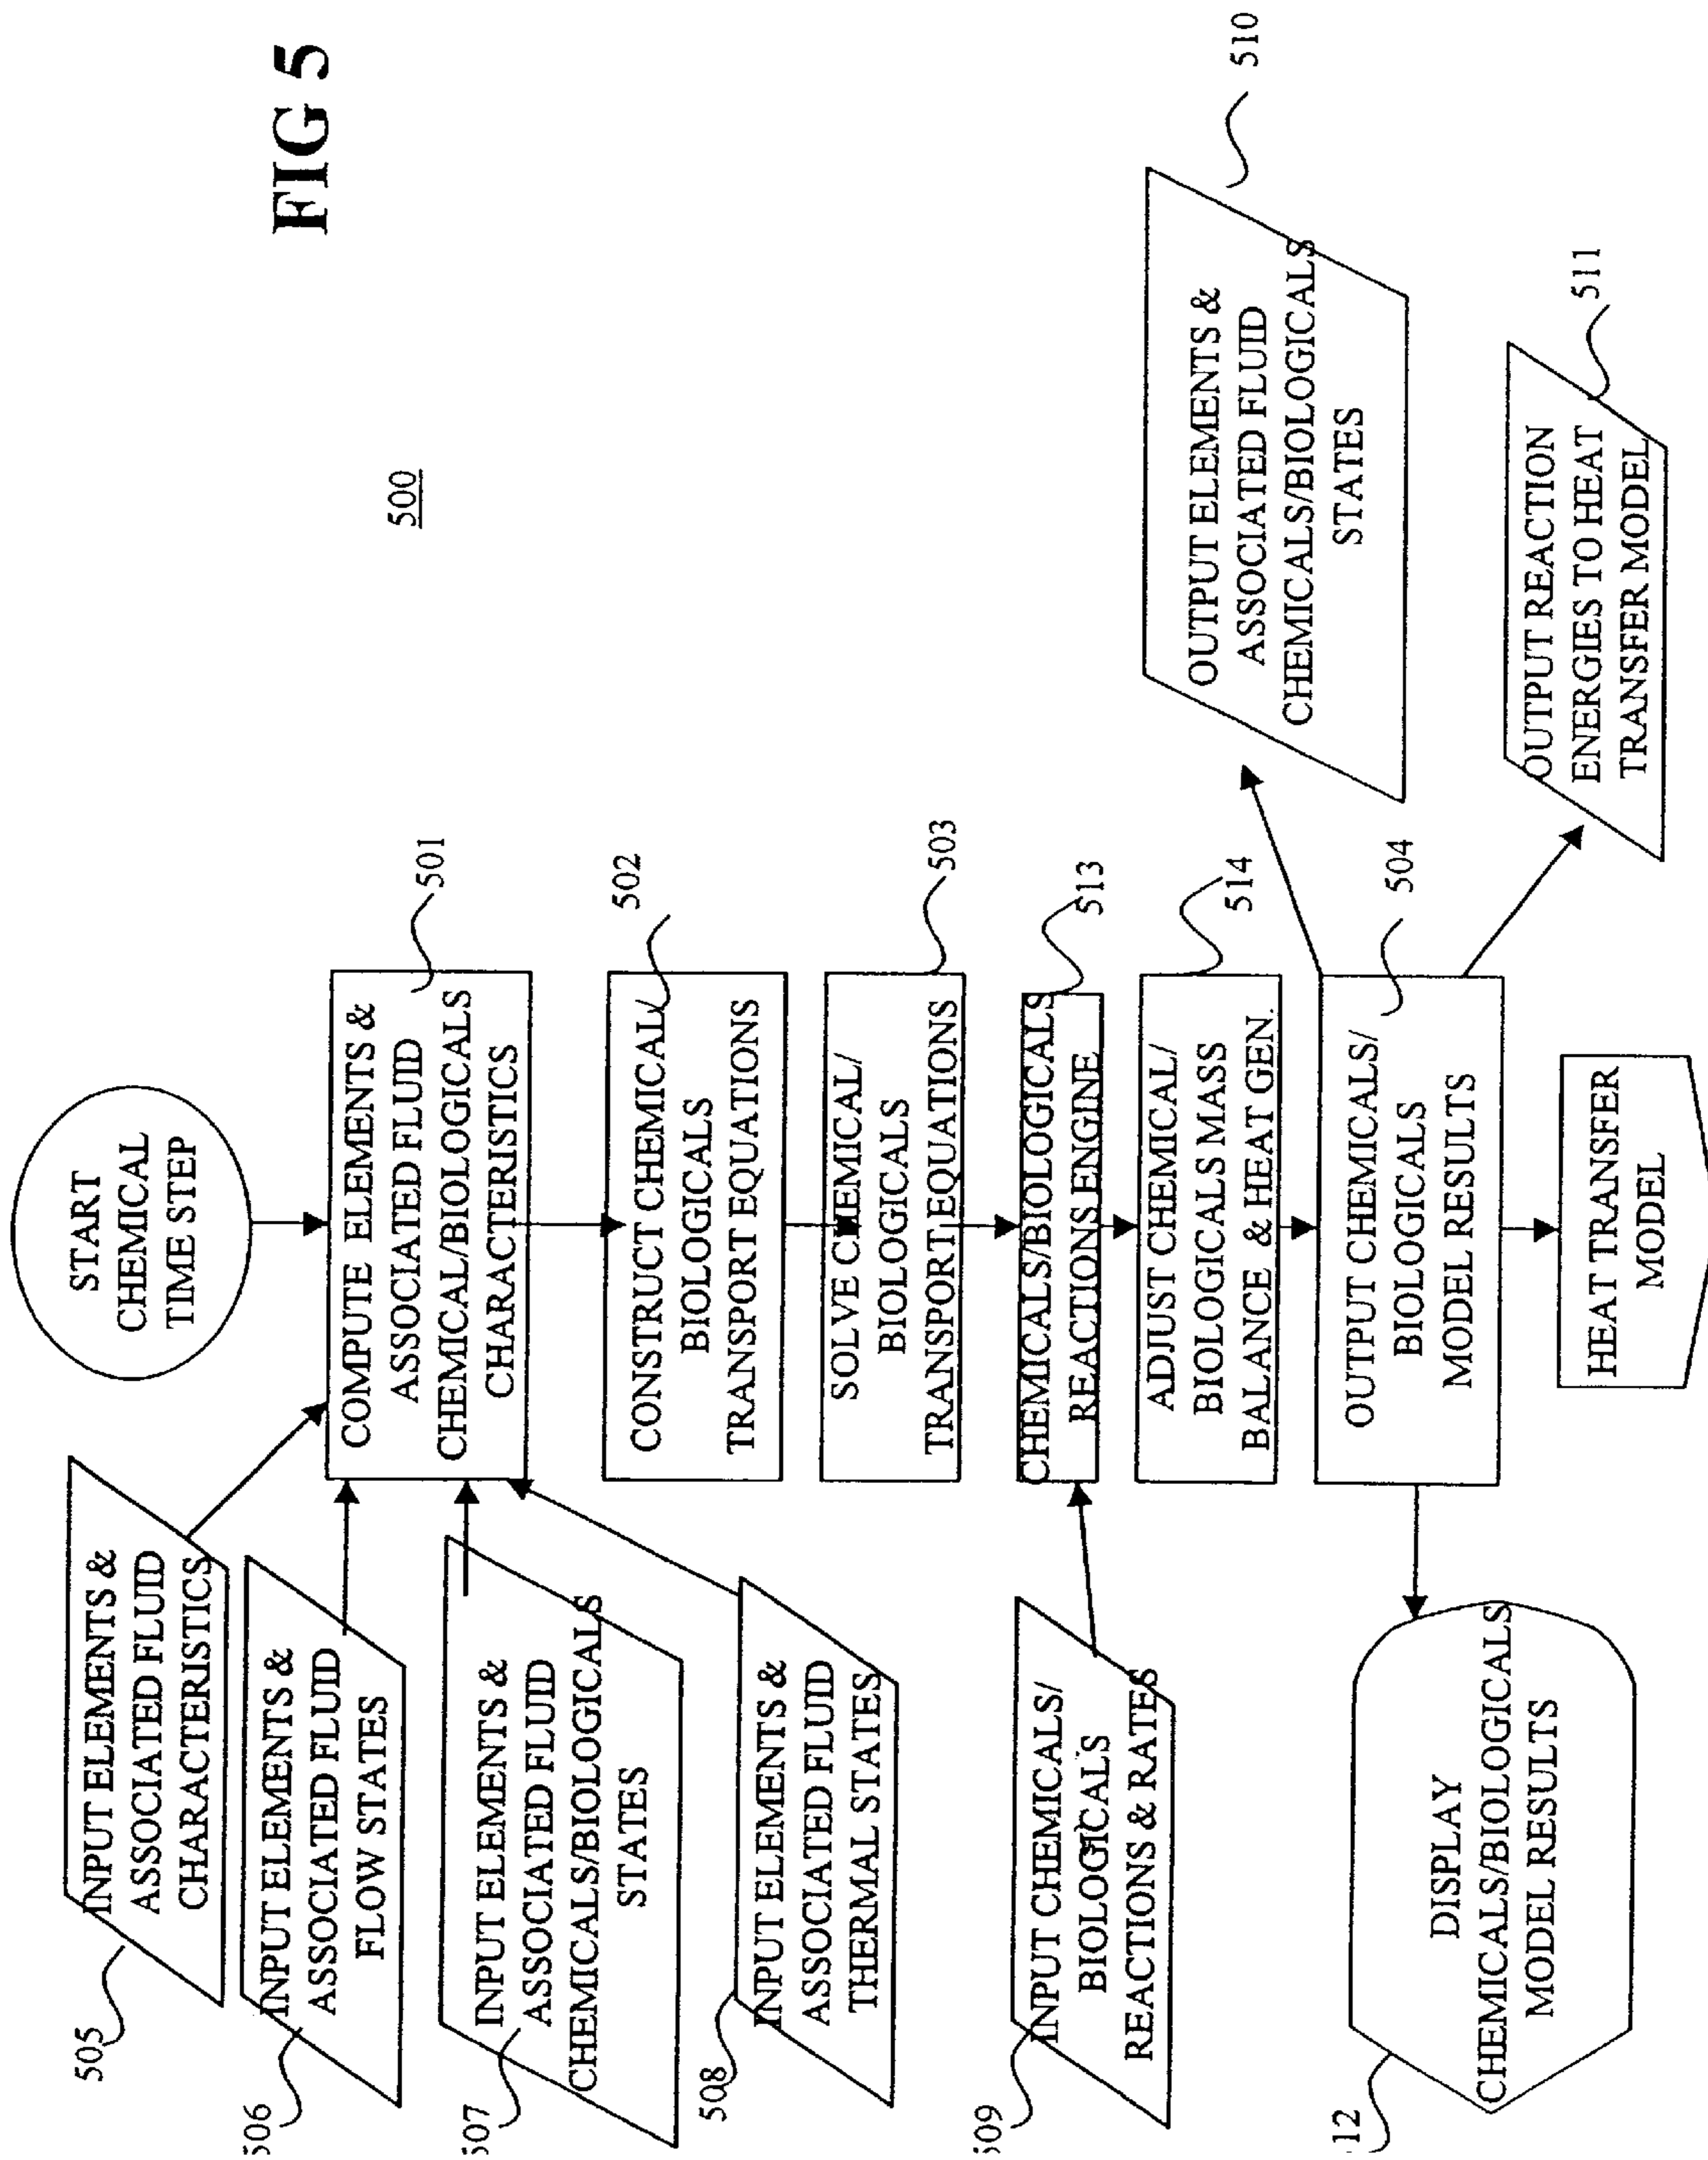 FIG 5
500
START
CHEMICAL
TIME STEP
505
INPUT ELEMENTS &
ASSOCIATED FLUID
CHARACTERISTICS
506
INPUT ELEMENTS &
ASSOCIATED FLUID
FLOW STATES
507
INPUT ELEMENTS &
ASSOCIATED FLUID
CHEMICALS/BIOLOGICALS
STATES
508
INPUT ELEMENTS &
ASSOCIATED FLUID
THERMAL STATES
COMPUTE ELEMENTS &
ASSOCIATED FLUID
CHEMICAL/BIOLOGICALS
CHARACTERISTICS
501
CONSTRUCT CHEMICAL/
BIOLOGICALS
TRANSPORT EQUATIONS
502
SOLVE CHEMICAL/
BIOLOGICALS
TRANSPORT EQUATIONS
503
509
INPUT CHEMICALS/
BIOLOGICALS
REACTIONS & RATES
CHEMICALS/BIOLOGICALS
REACTIONS ENGINE
513
ADJUST CHEMICAL/
BIOLOGICALS MASS
BALANCE & HEAT GEN.
514
OUTPUT CHEMICALS/
BIOLOGICALS
MODEL RESULTS
504
OUTPUT ELEMENTS &
ASSOCIATED FLUID
CHEMICALS/BIOLOGICALS
STATES
510
OUTPUT REACTION
ENERGIES TO HEAT
TRANSFER MODEL
511
512
DISPLAY
CHEMICALS/BIOLOGICALS
MODEL RESULTS
HEAT TRANSFER
MODEL